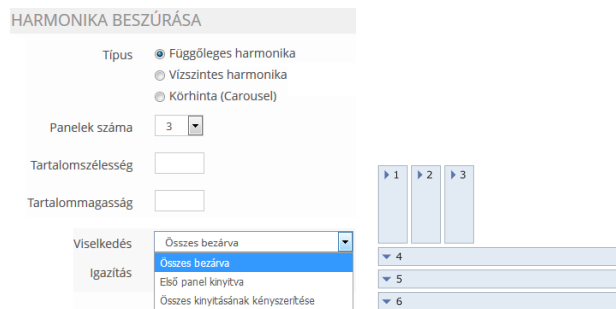 HARMONIKA BESZÚRÁSA
Típus
Függőleges harmonika
Vízszintes harmonika
Körhinta (Carousel)
Panelek száma
3
Tartalomszélesség
Tartalommagasság
Viselkedés
Összes bezárva
Összes bezárva
Első panel kinyitva
Összes kinyitásának kényszerítése
Igazítás
1 2 3
4
5
6